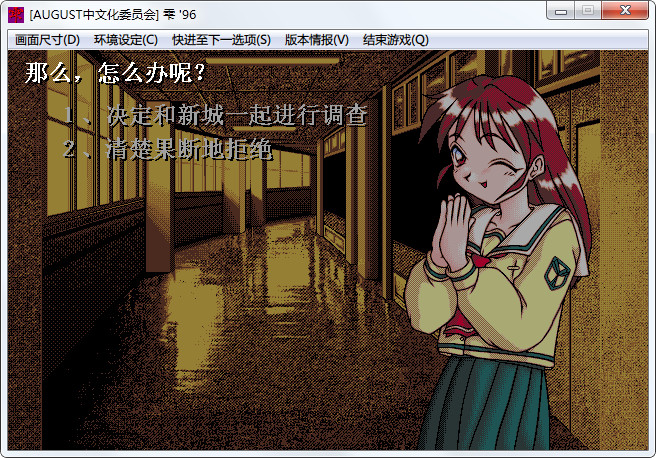 [AUGUST中文化委员会] 雫 '96
画面尺寸(D) 环境设定(C) 快进至下一选项(S) 版本情报(V) 结束游戏(Q)
那么，怎么办呢？
1、决定和新城一起进行调查
2、清楚果断地拒绝